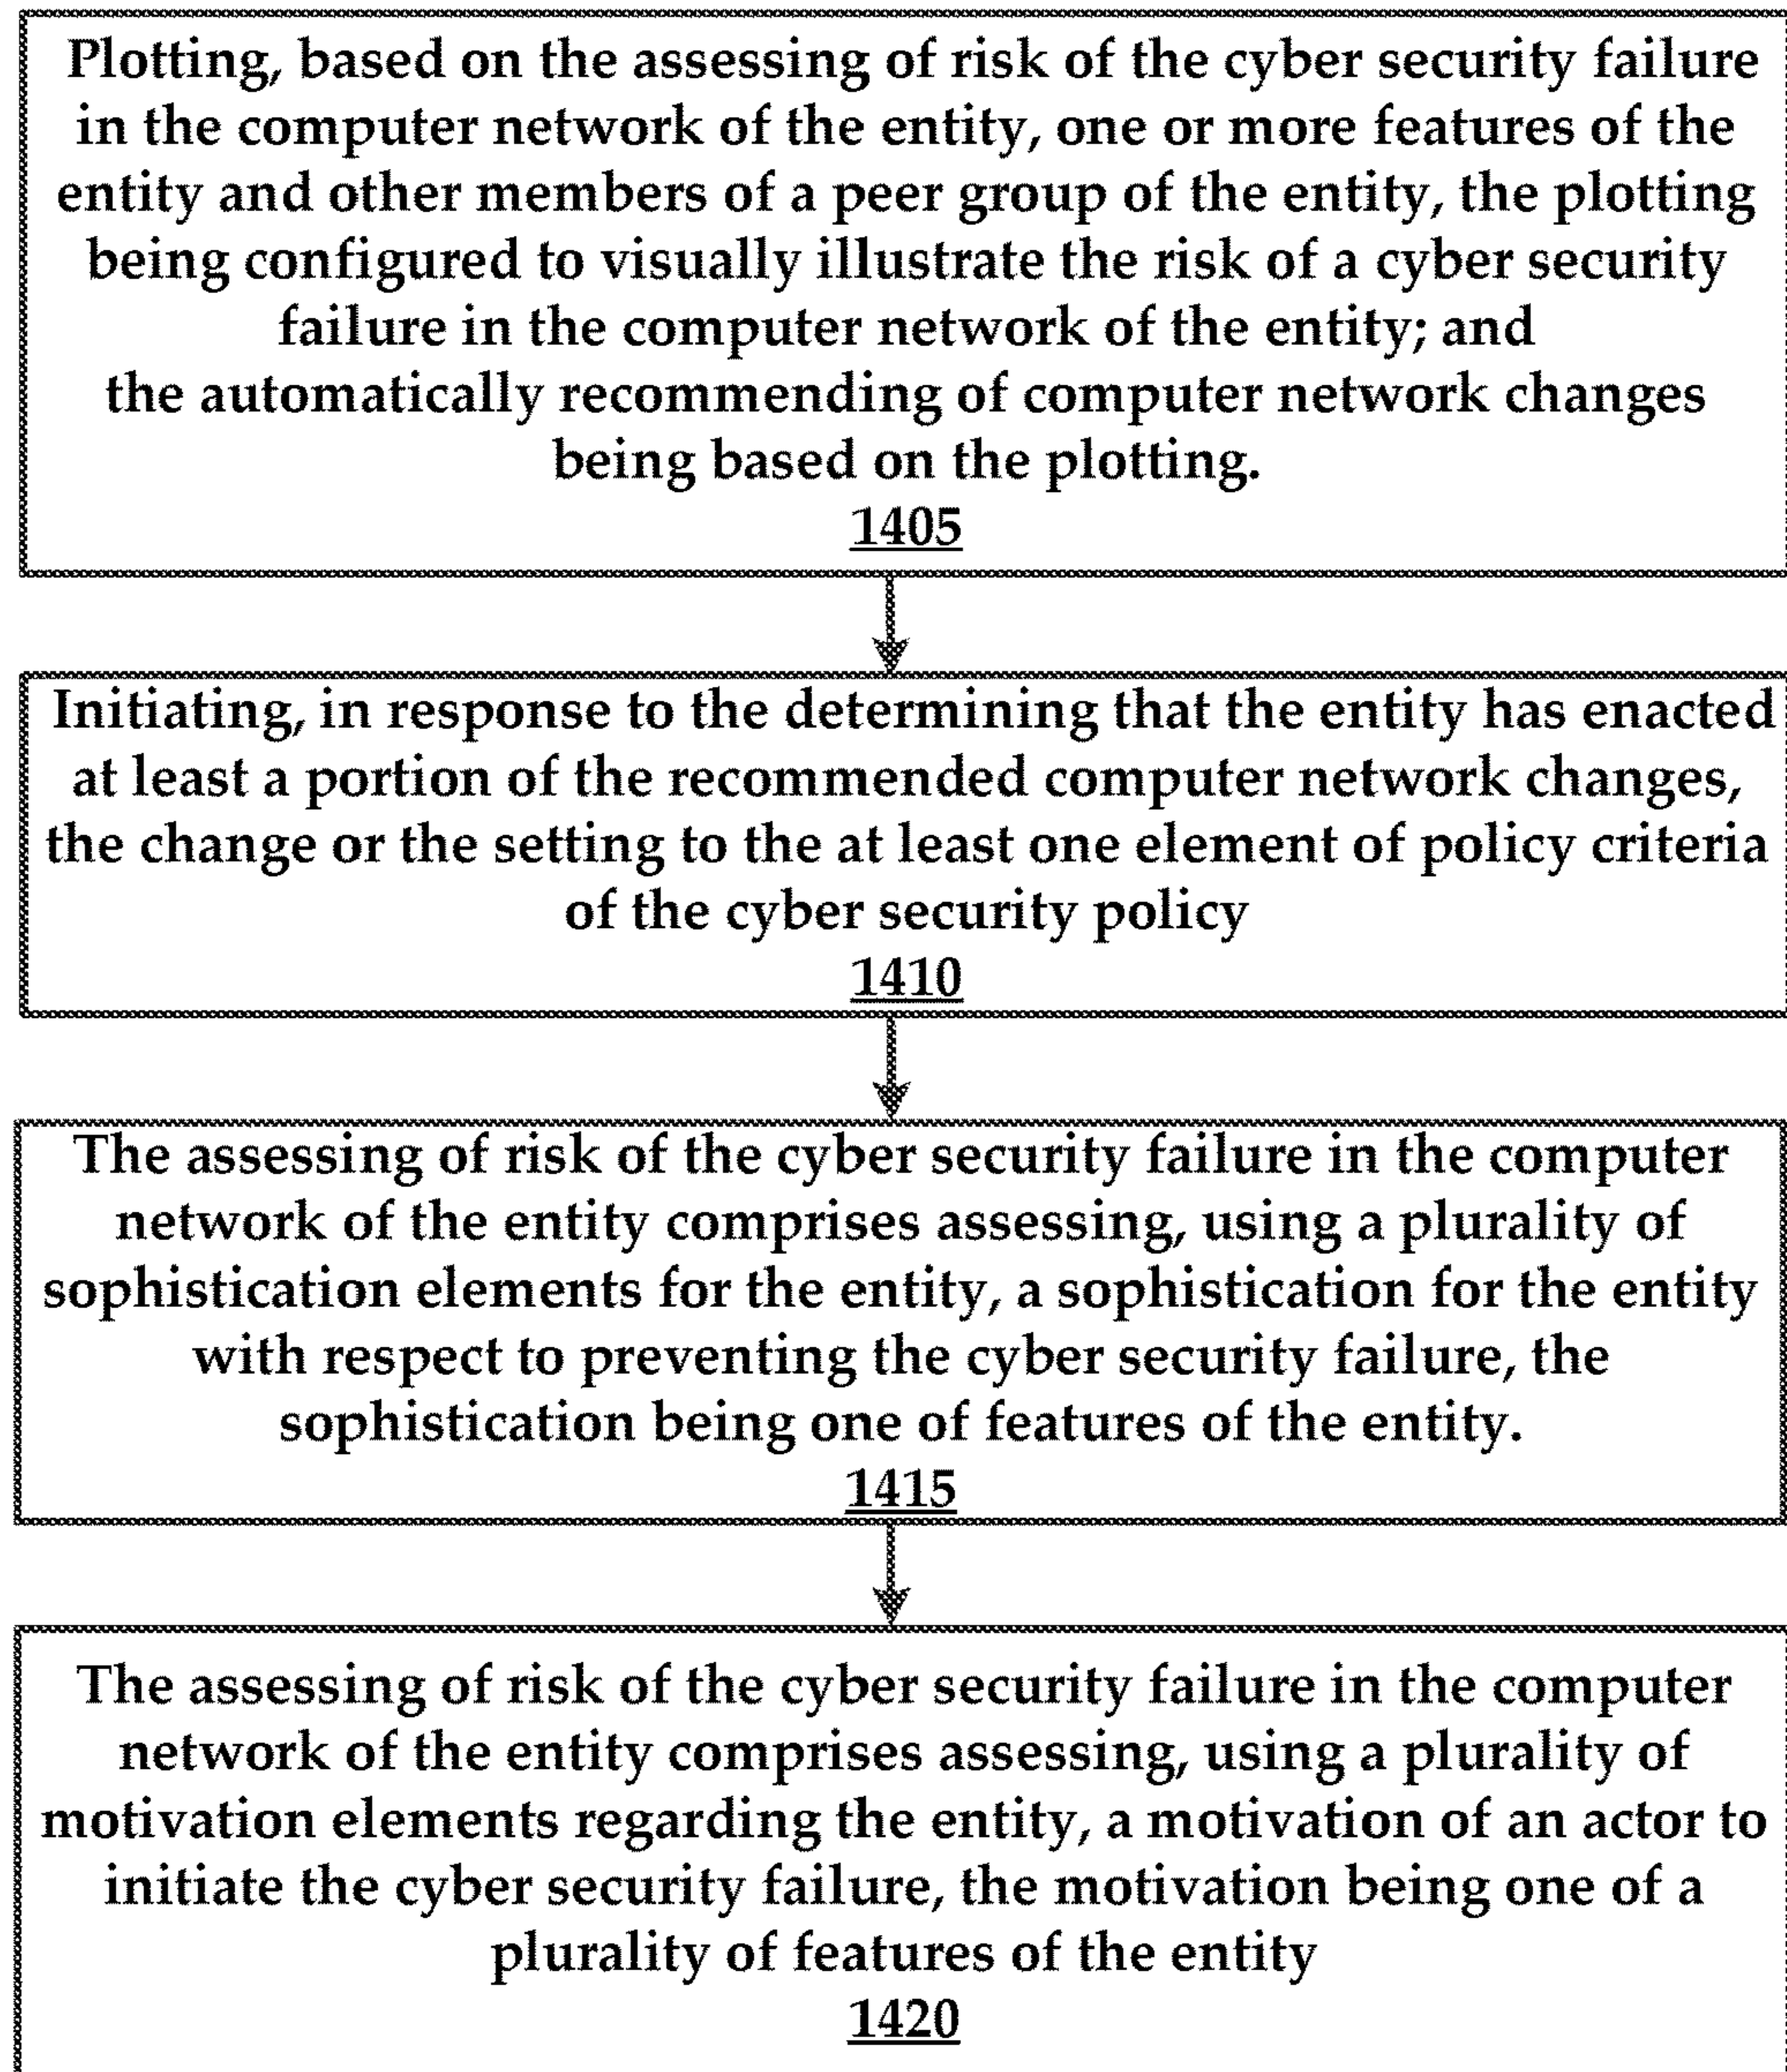 Plotting, based on the assessing of risk of the cyber security failure
in the computer network of the entity, one or more features of the
entity and other members of a peer group of the entity, the plotting
being configured to visually illustrate the risk of a cyber security
failure in the computer network of the entity; and
the automatically recommending of computer network changes
being based on the plotting.
1405
Initiating, in response to the determining that the entity has enacted
at least a portion of the recommended computer network changes,
the change or the setting to the at least one element of policy criteria
of the cyber security policy
1410
The assessing of risk of the cyber security failure in the computer
network of the entity comprises assessing, using a plurality of
sophistication elements for the entity, a sophistication for the entity
with respect to preventing the cyber security failure, the
sophistication being one of features of the entity.
1415
The assessing of risk of the cyber security failure in the computer
network of the entity comprises assessing, using a plurality of
motivation elements regarding the entity, a motivation of an actor to
initiate the cyber security failure, the motivation being one of a
plurality of features of the entity
1420